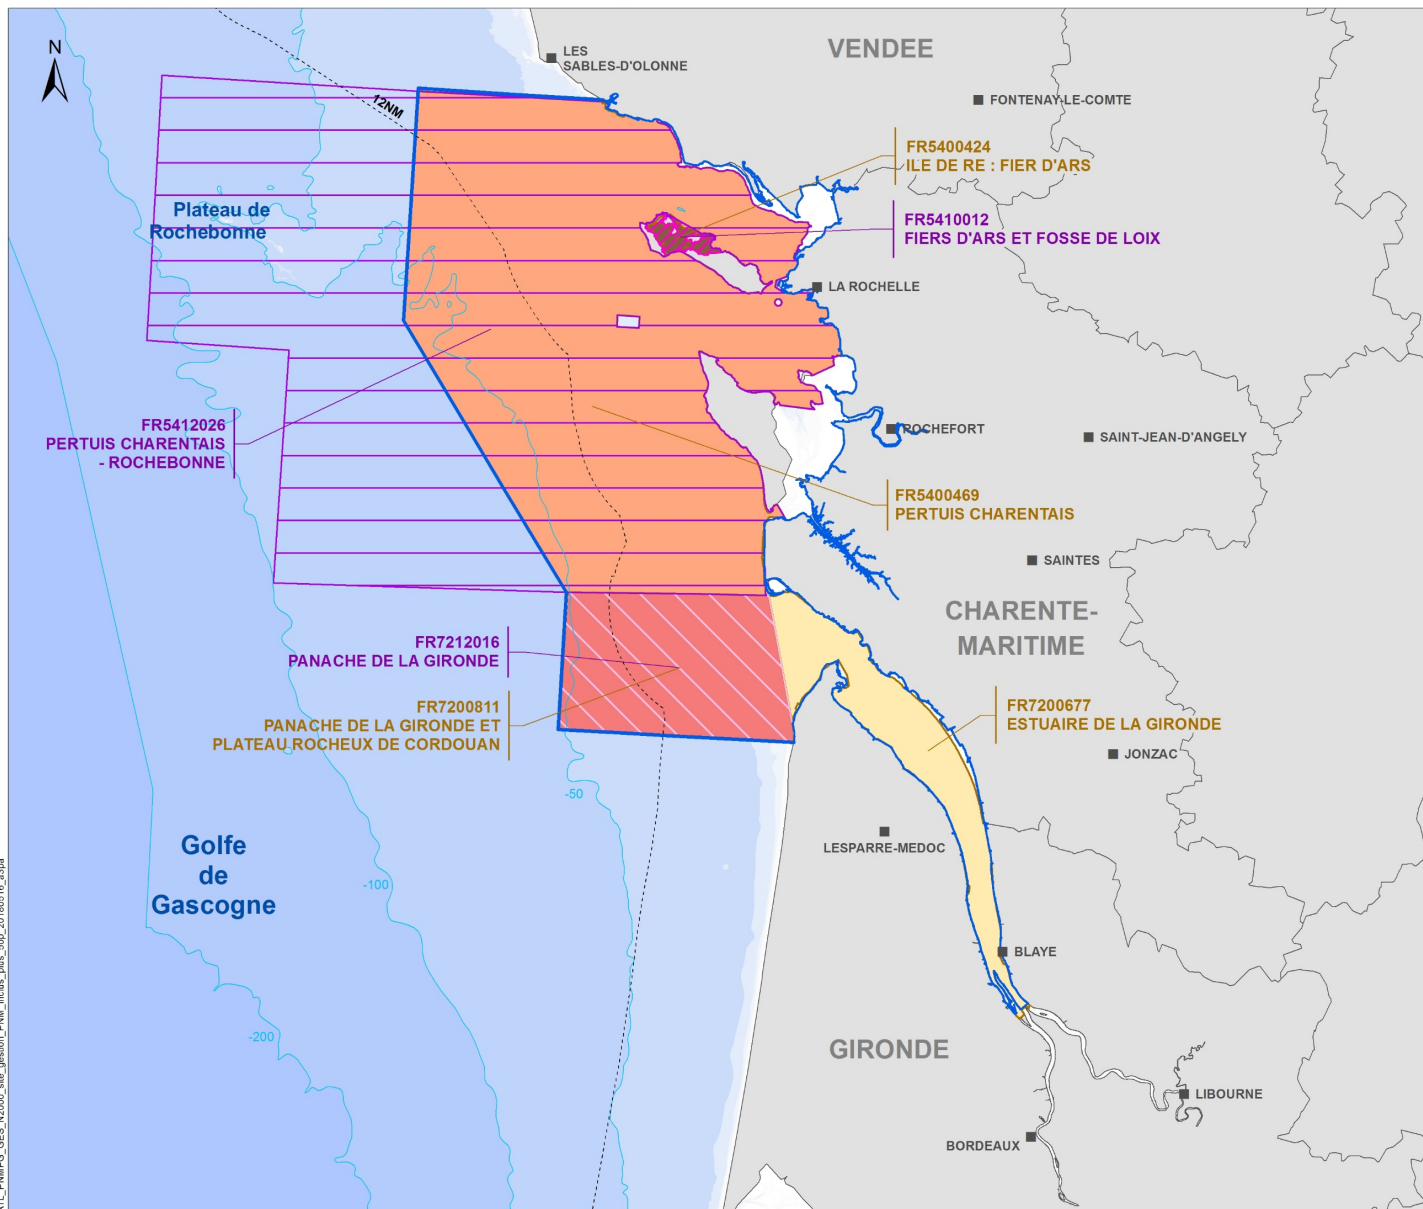 N
LES
SABLES-D'OLONNE
VENDEE
FONTENAY-LE-COMTE
12NM
FR5400424
ILE DE RE : FIER D'ARS
Plateau de
Rochebonne
FR5410012
FIERS D'ARS ET FOSSE DE LOIX
LA ROCHELLE
FR5412026
PERTUIS CHARENTAIS
- ROCHEBONNE
ROCHEFORT
SAINT-JEAN-D'ANGELY
FR5400469
PERTUIS CHARENTAIS
SAINTES
CHARENTE-
MARITIME
FR7212016
PANACHE DE LA GIRONDE
FR7200811
PANACHE DE LA GIRONDE ET
PLATEAU ROCHEUX DE CORDOUAN
FR7200677
ESTUAIRE DE LA GIRONDE
JONZAC
-50
LESPARRE-MEDOC
Golfe
de
Gascogne
-100
BLAYE
-200
GIRONDE
LIBOURNE
BORDEAUX